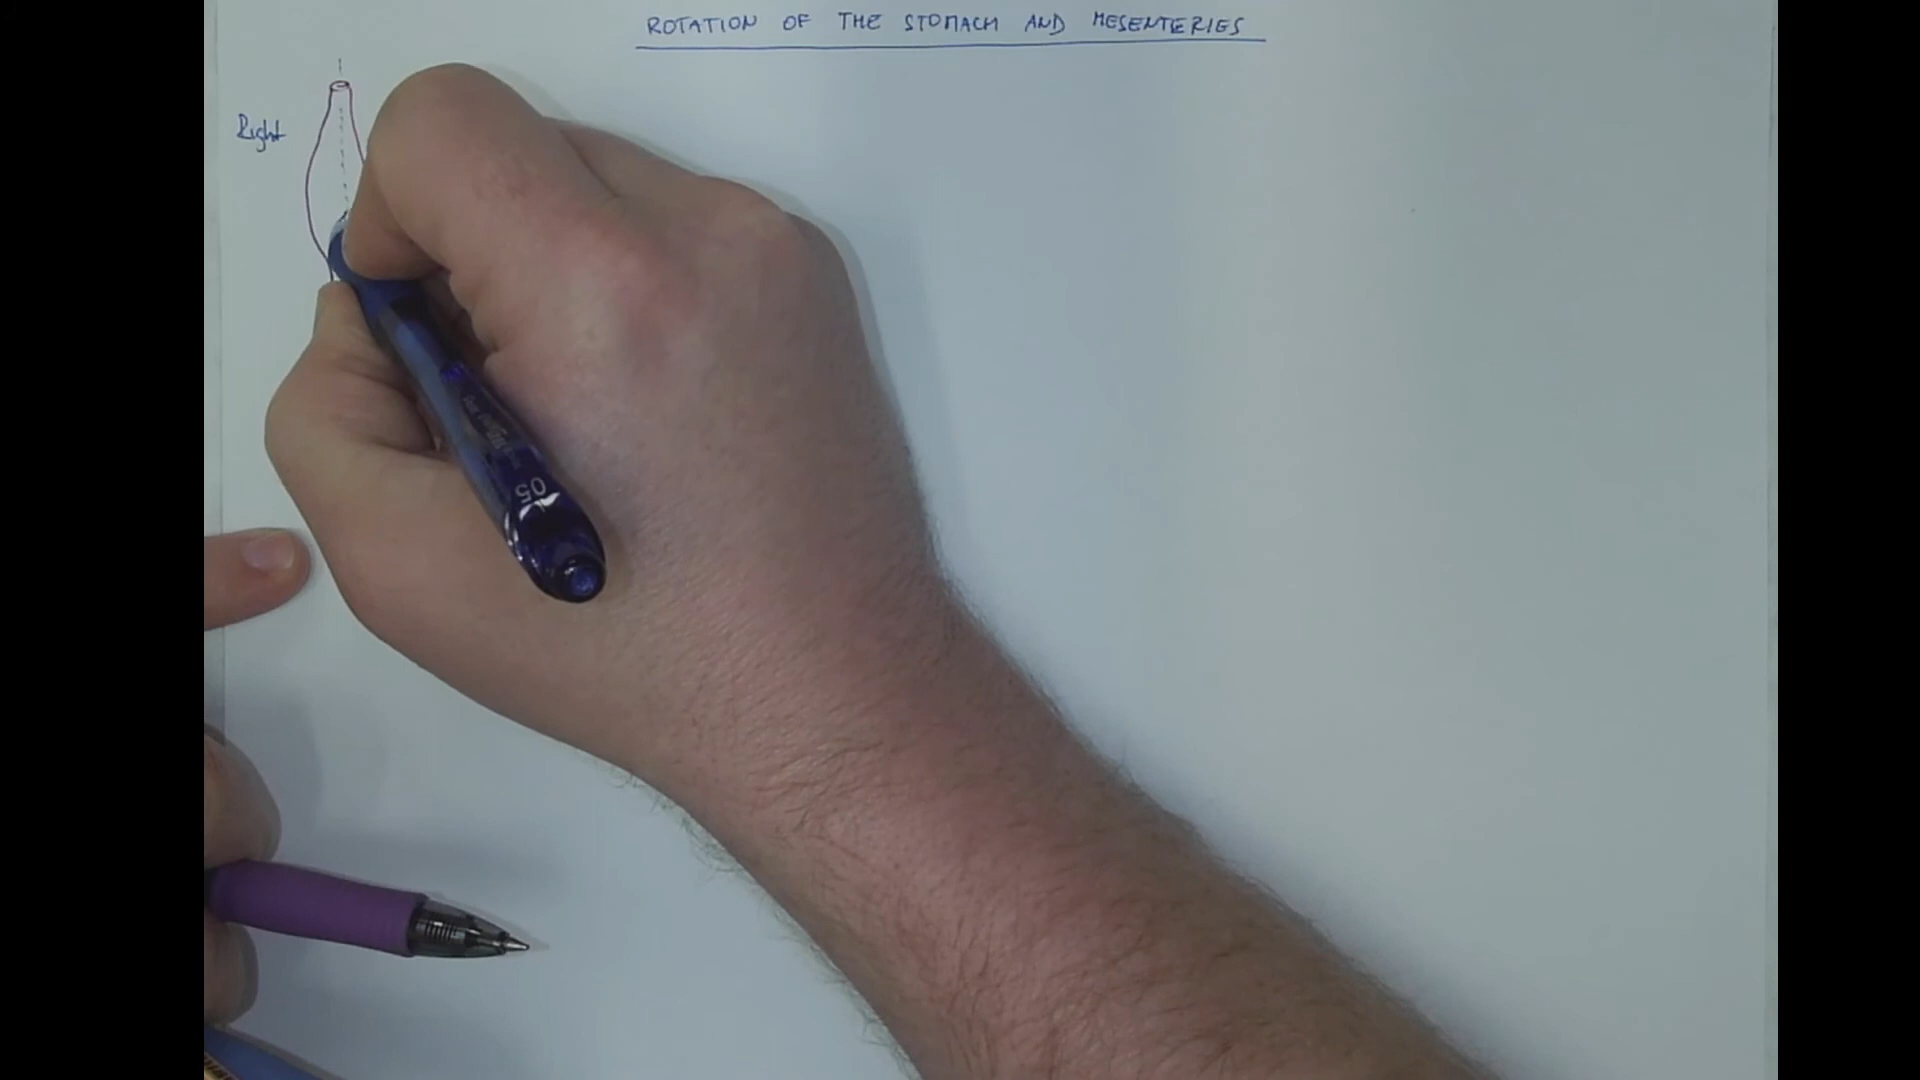 ROTATION OF THE STOMACH AND MESENTERIES
Right
05